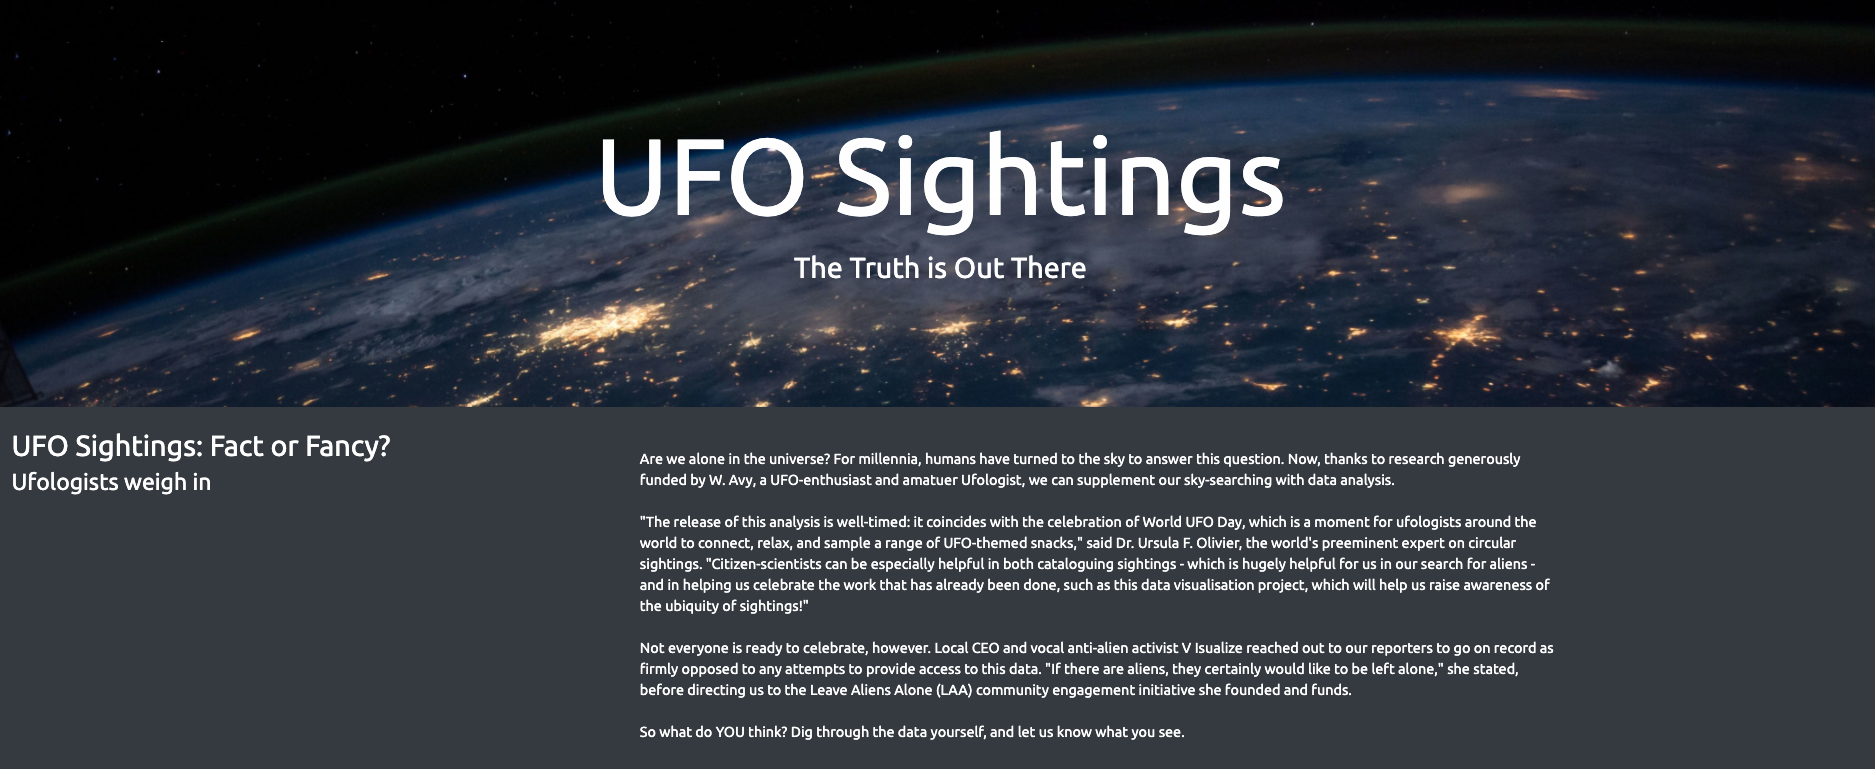 UFO Sightings
The Truth is Out There
UFO Sightings: Fact or Fancy?
Ufologists weigh in
Are we alone in the universe? For millennia, humans have turned to the sky to answer this question. Now, thanks to research generously
funded by W. Avy, a UFO-enthusiast and amatuer Ufologist, we can supplement our sky-searching with data analysis.
"The release of this analysis is well-timed: it coincides with the celebration of World UFO Day, which is a moment for ufologists around the
world to connect, relax, and sample a range of UFO-themed snacks," said Dr. Ursula F. Olivier, the world's preeminent expert on circular
sightings. "Citizen-scientists can be especially helpful in both cataloguing sightings - which is hugely helpful for us in our search for aliens -
and in helping us celebrate the work that has already been done, such as this data visualisation project, which will help us raise awareness of
the ubiquity of sightings!"
Not everyone is ready to celebrate, however. Local CEO and vocal anti-alien activist V Isualize reached out to our reporters to go on record as
firmly opposed to any attempts to provide access to this data. "If there are aliens, they certainly would like to be left alone," she stated,
before directing us to the Leave Aliens Alone (LAA) community engagement initiative she founded and funds.
So what do YOU think? Dig through the data yourself, and let us know what you see.